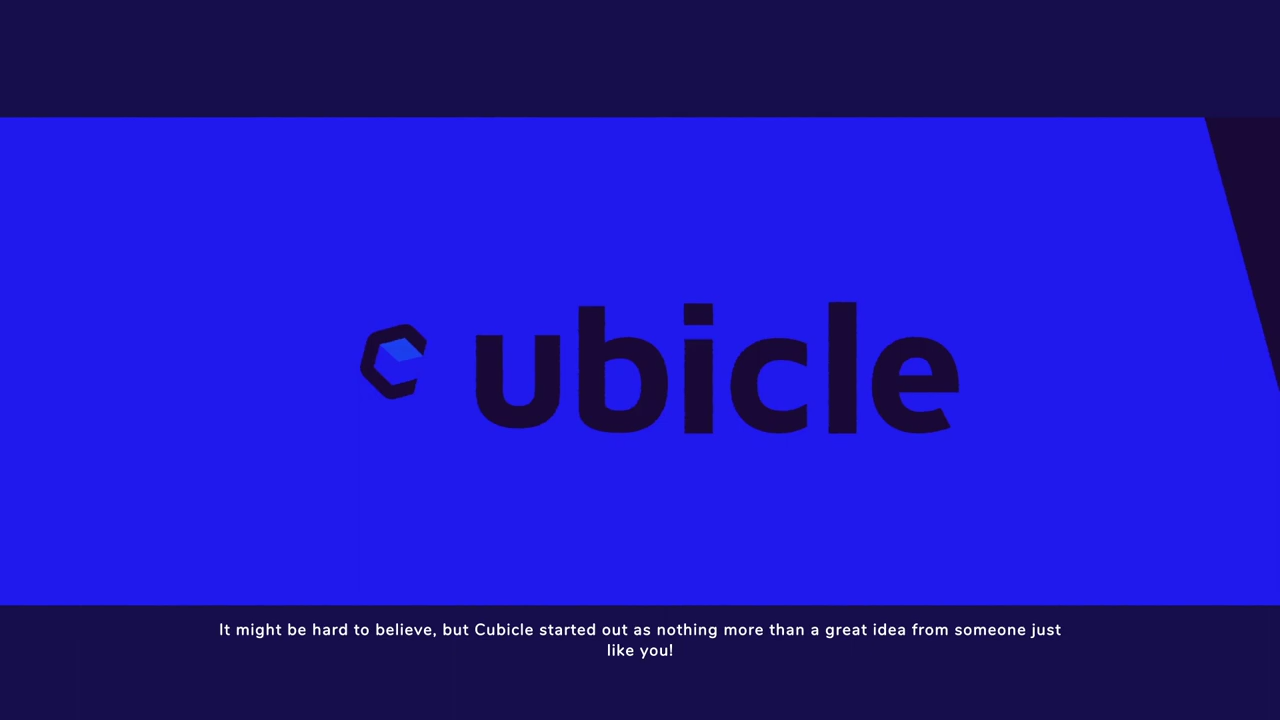 cubicle
It might be hard to believe, but Cubicle started out as nothing more than a great idea from someone just
like you!